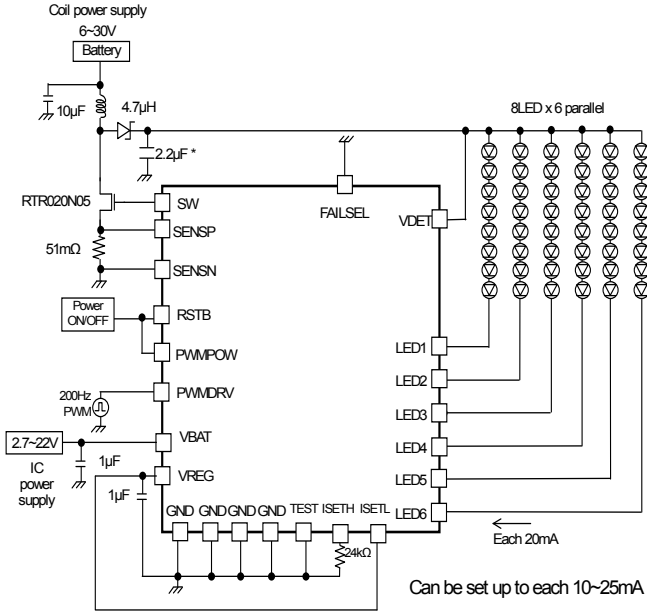 Coil power supply
6~30V
Battery
10µF
4.7µH
2.2µF *
8LED x 6 parallel
RTR020N05
51mΩ
SW
SENSP
SENSN
FAILSEL
VDET
Power
ON/OFF
RSTB
PWMPOW
200Hz
PWM
PWMDRV
2.7~22V
IC
power
supply
1µF
VBAT
VREG
1µF
LED1
LED2
LED3
LED4
LED5
LED6
GND GND GND GND TEST ISETH ISETL
24kΩ
Each 20mA
Can be set up to each 10~25mA